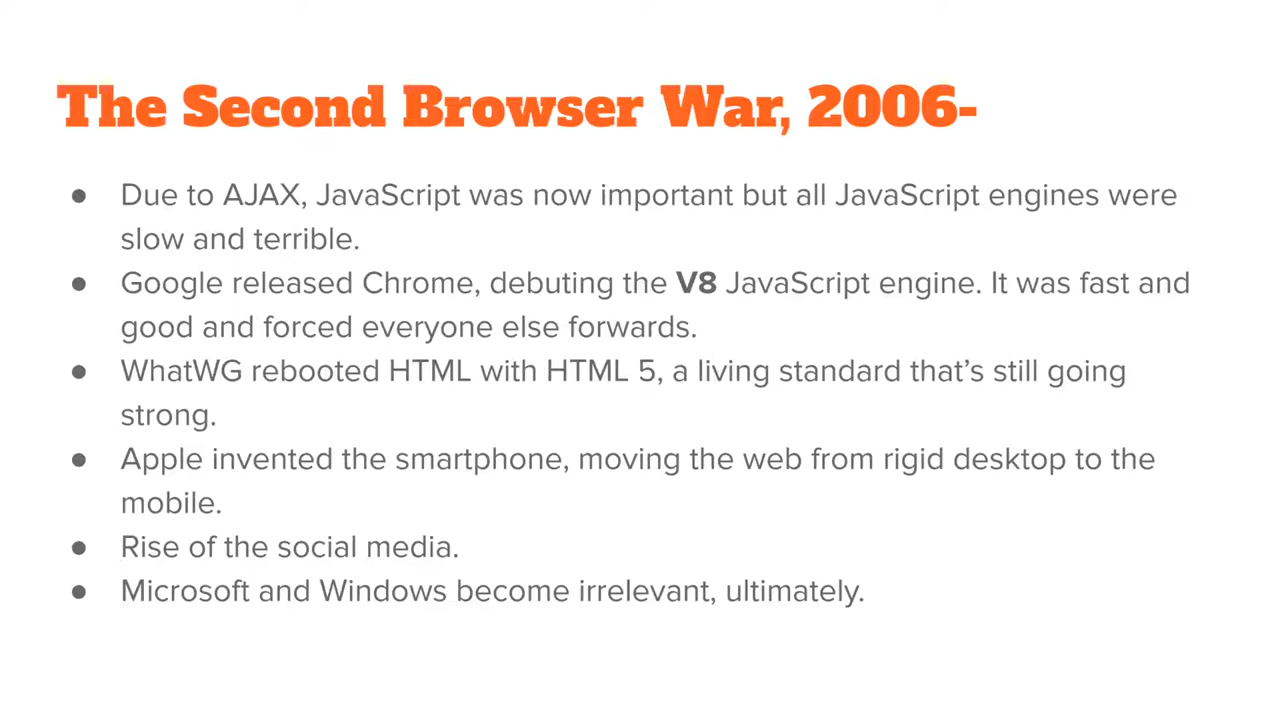 The Second Browser War, 2006-
● Due to AJAX, JavaScript was now important but all JavaScript engines were
slow and terrible.
● Google released Chrome, debuting the V8 JavaScript engine. It was fast and
good and forced everyone else forwards.
● WhatWG rebooted HTML with HTML 5, a living standard that’s still going
strong.
● Apple invented the smartphone, moving the web from rigid desktop to the
mobile.
● Rise of the social media.
● Microsoft and Windows become irrelevant, ultimately.